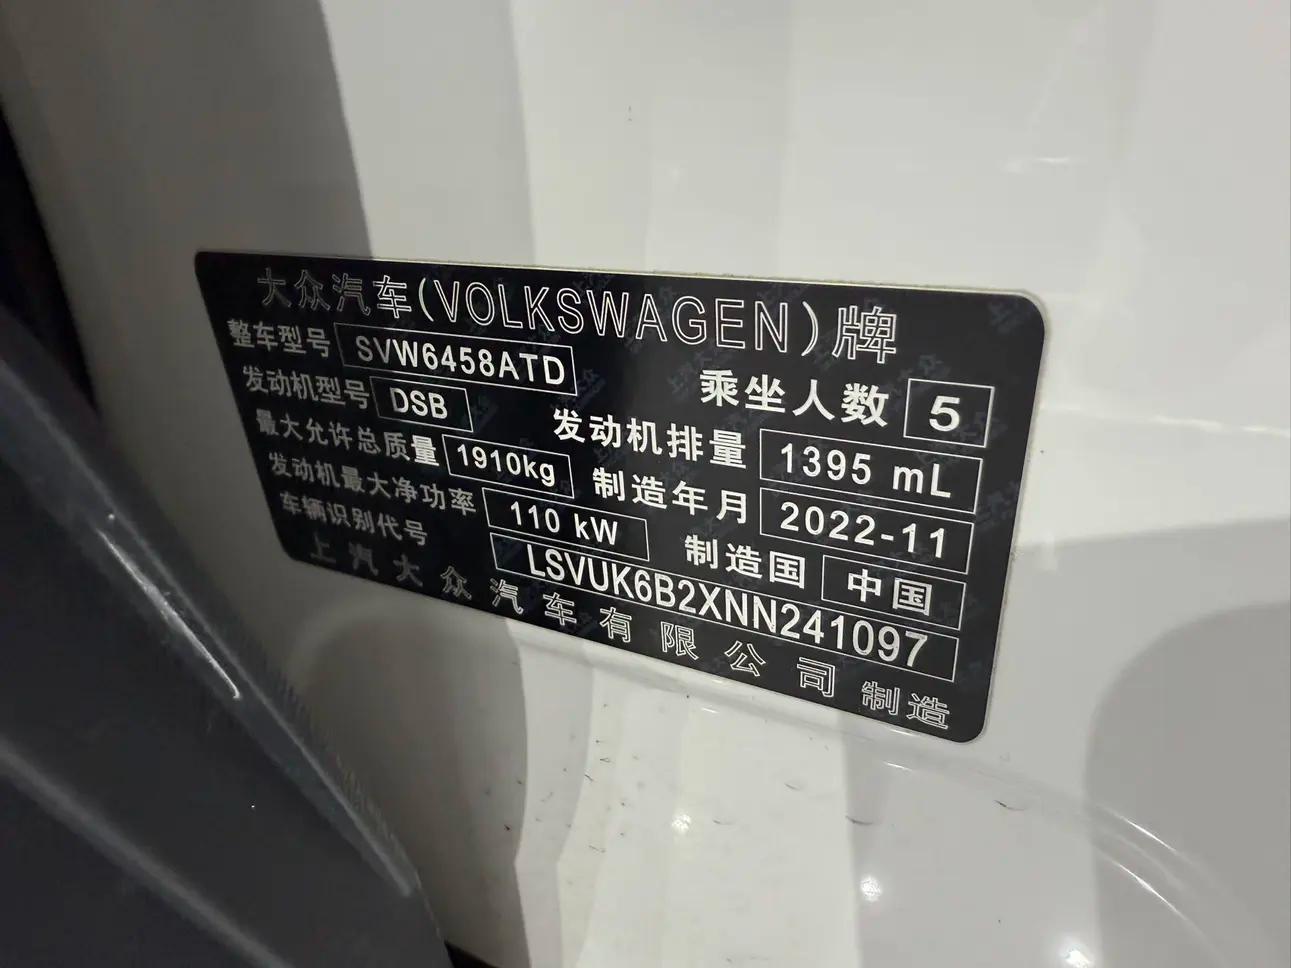 大众汽车(VOLKSWAGEN)牌
整车型号 SVW6458ATD 乘坐人数 5
发动机型号 DSB 发动机排量 1395 mL
最大允许总质量 1910kg 制造年月 2022-11
发动机最大净功率 110 kW 制造国 中国
车辆识别代号 LSVUK6B2XNN241097
上汽大众汽车有限公司制造